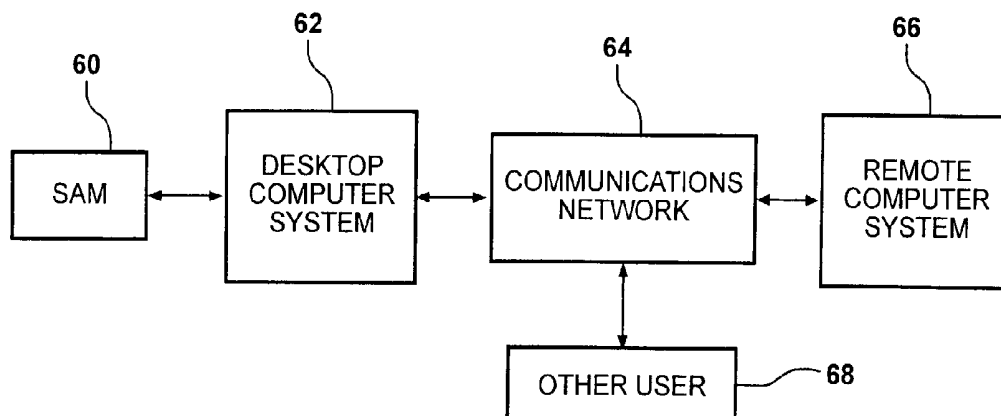 60
62
64
66
SAM
DESKTOP
COMPUTER
SYSTEM
COMMUNICATIONS
NETWORK
REMOTE
COMPUTER
SYSTEM
OTHER USER
68